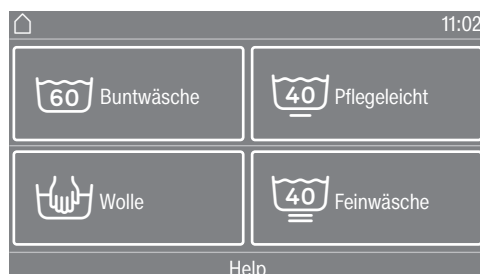 11:02
60 Buntwäsche
40 Pflegeleicht
Wolle
40 Feinwäsche
Help